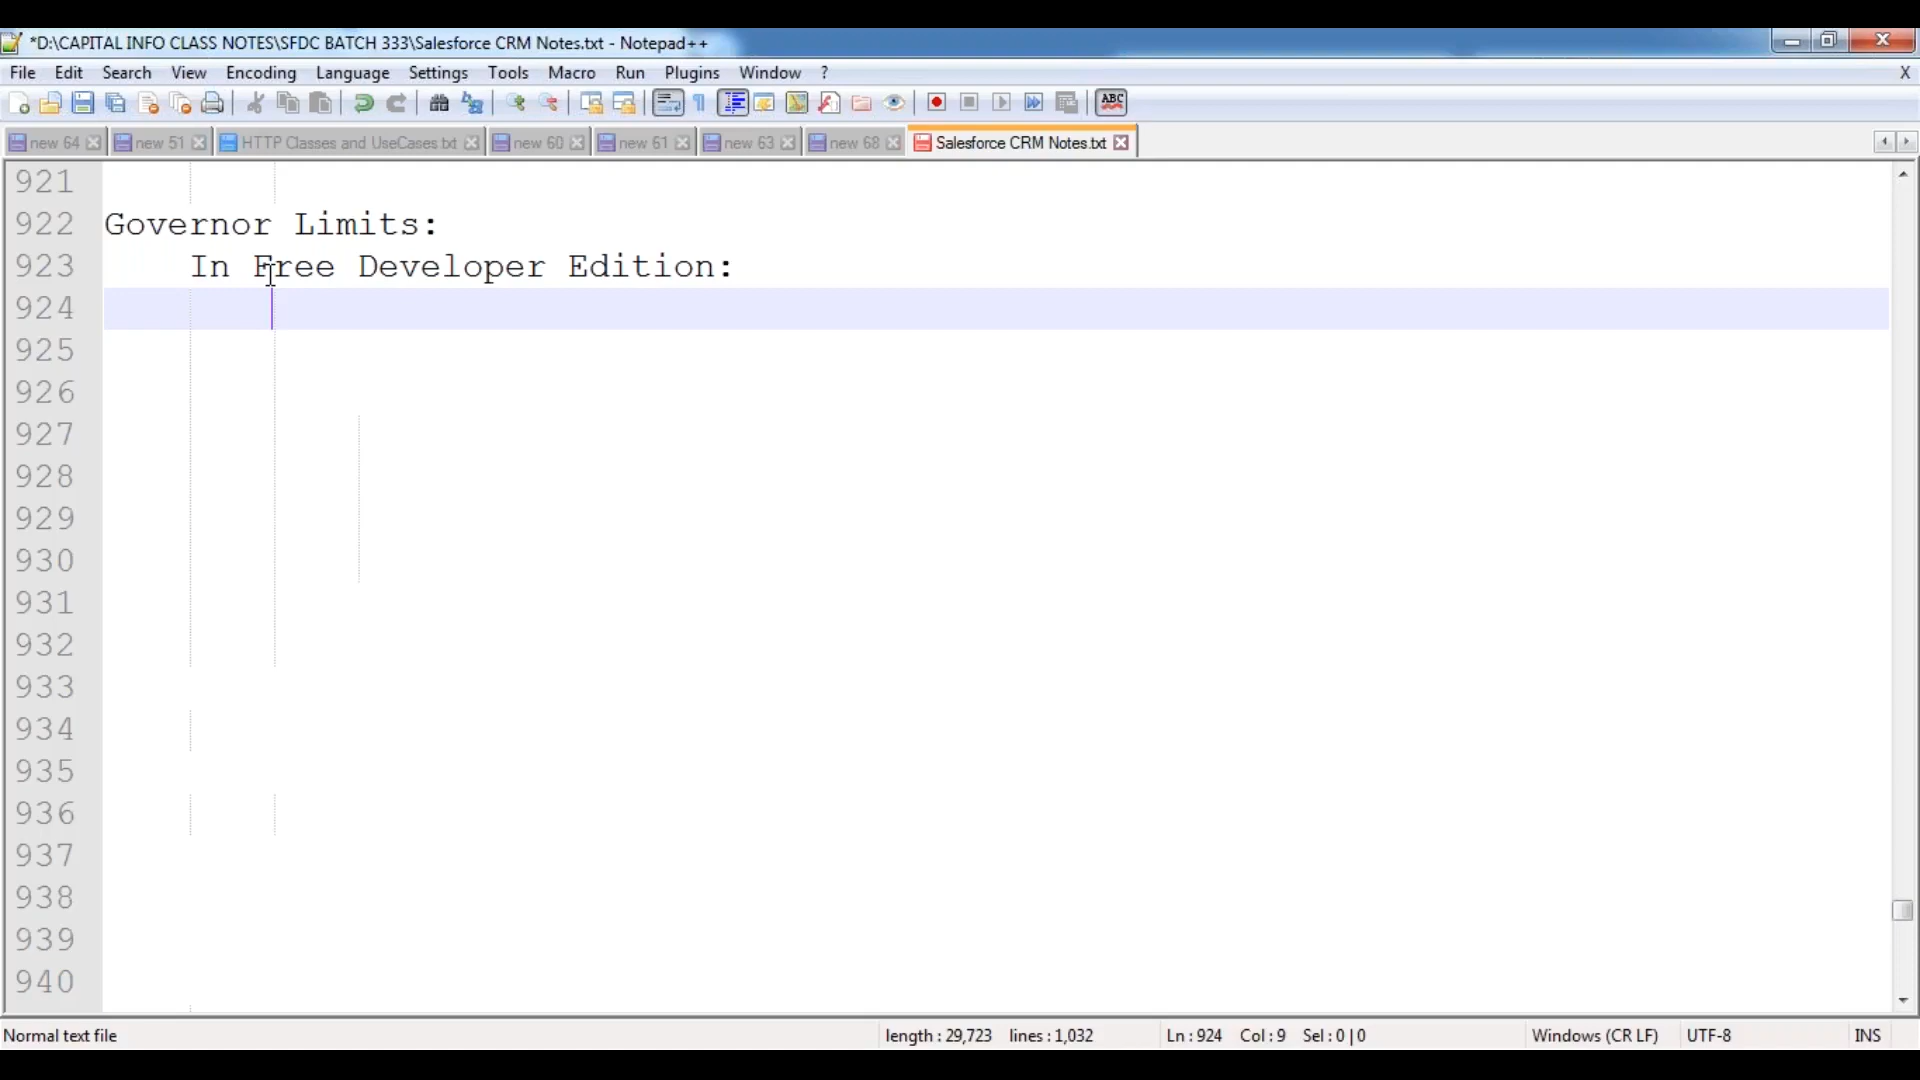 *D:\CAPITAL INFO CLASS NOTES\SFDC BATCH 333\Salesforce CRM Notes.txt - Notepad++
File Edit Search View Encoding Language Settings Tools Macro Run Plugins Window ? X
ABC
new 64 new 51 HTTP Classes and UseCases.txt new 60 new 61 new 63 new 68 Salesforce CRM Notes.txt
921
922 Governor Limits:
923 In Free Developer Edition:
924
925
926
927
928
929
930
931
932
933
934
935
936
937
938
939
940
Normal text file length : 29,723 lines : 1,032 Ln : 924 Col : 9 Sel : 0 | 0 Windows (CR LF) UTF-8 INS